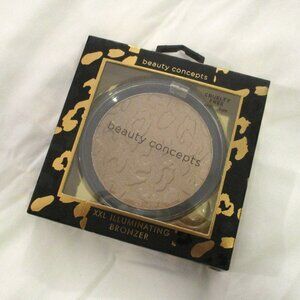 beauty concepts
CRUELTY
FREE
beauty concepts
XXL ILLUMINATING
BRONZER